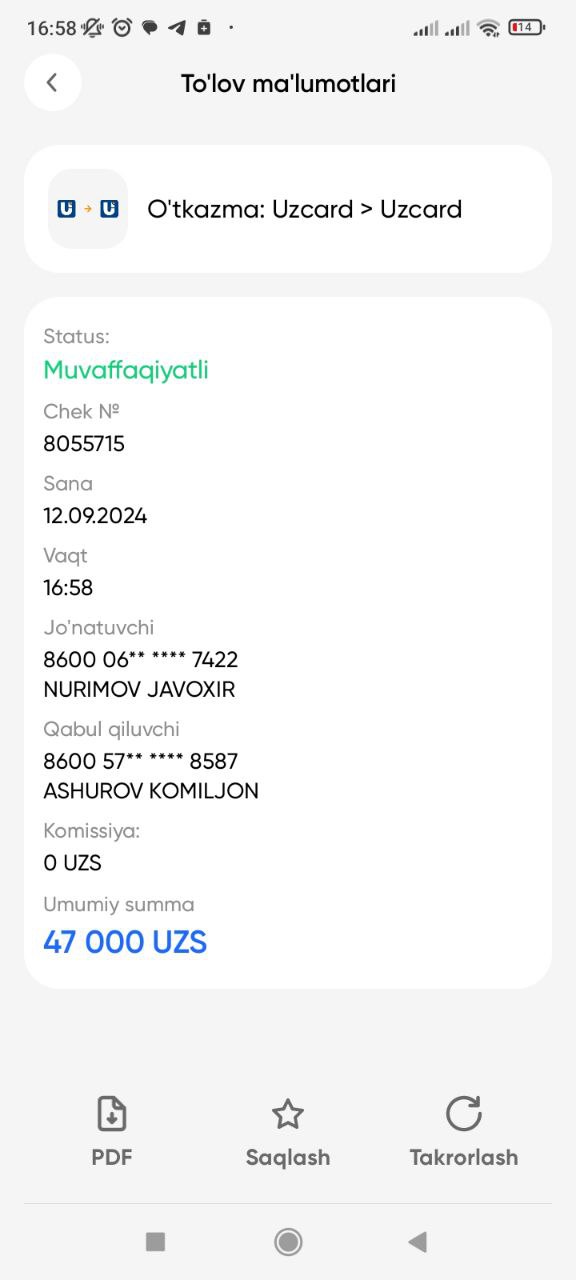 16:58
14
To'lov ma'lumotlari
O'tkazma: Uzcard > Uzcard
Status:
Muvaffaqiyatli
Chek №
8055715
Sana
12.09.2024
Vaqt
16:58
Jo'natuvchi
8600 06** **** 7422
NURIMOV JAVOXIR
Qabul qiluvchi
8600 57** **** 8587
ASHUROV KOMILJON
Komissiya:
0 UZS
Umumiy summa
47 000 UZS
PDF
Saqlash
Takrorlash